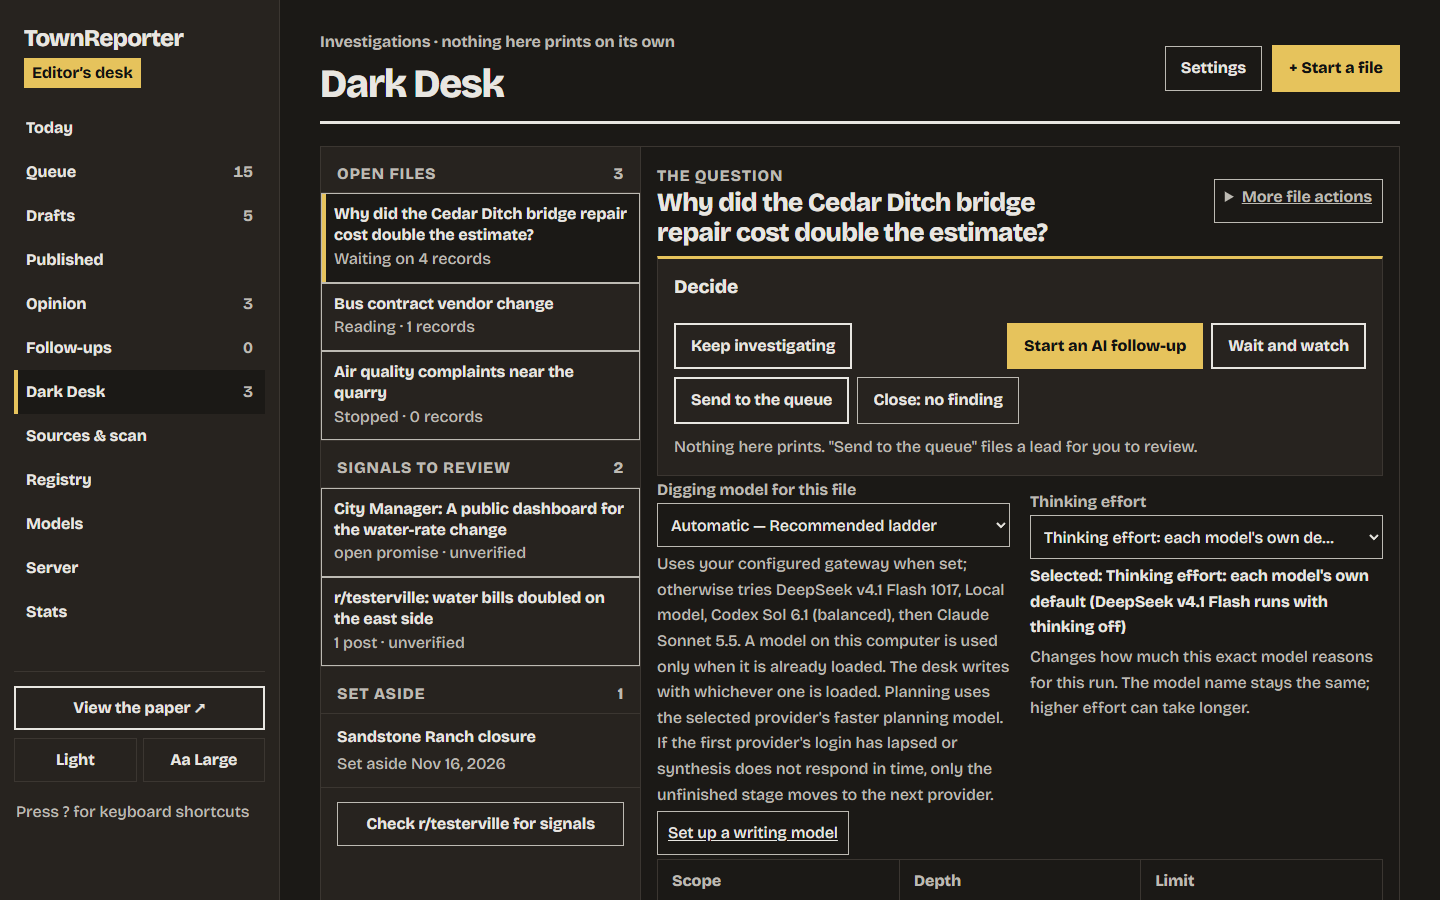 TownReporter
Editor's desk
Today
Queue 15
Drafts 5
Published
Opinion 3
Follow-ups 0
Dark Desk 3
Sources & scan
Registry
Models
Server
Stats
View the paper ↗
Light
Aa Large
Press ? for keyboard shortcuts
Investigations · nothing here prints on its own
Dark Desk
Settings
+ Start a file
OPEN FILES 3
Why did the Cedar Ditch bridge repair
cost double the estimate?
Waiting on 4 records
Bus contract vendor change
Reading · 1 records
Air quality complaints near the
quarry
Stopped · 0 records
SIGNALS TO REVIEW 2
City Manager: A public dashboard for
the water-rate change
open promise · unverified
r/testerville: water bills doubled on
the east side
1 post · unverified
SET ASIDE 1
Sandstone Ranch closure
Set aside Nov 16, 2026
Check r/testerville for signals
THE QUESTION
Why did the Cedar Ditch bridge
repair cost double the estimate?
▶ More file actions
Decide
Keep investigating
Start an AI follow-up
Wait and watch
Send to the queue
Close: no finding
Nothing here prints. "Send to the queue" files a lead for you to review.
Digging model for this file
Automatic — Recommended ladder
Uses your configured gateway when set;
otherwise tries DeepSeek v4.1 Flash 1017, Local
model, Codex Sol 6.1 (balanced), then Claude
Sonnet 5.5. A model on this computer is used
only when it is already loaded. The desk writes
with whichever one is loaded. Planning uses
the selected provider's faster planning model.
If the first provider's login has lapsed or
synthesis does not respond in time, only the
unfinished stage moves to the next provider.
Set up a writing model
Thinking effort
Thinking effort: each model's own de...
Selected: Thinking effort: each model's own
default (DeepSeek v4.1 Flash runs with
thinking off)
Changes how much this exact model reasons
for this run. The model name stays the same;
higher effort can take longer.
Scope
Depth
Limit